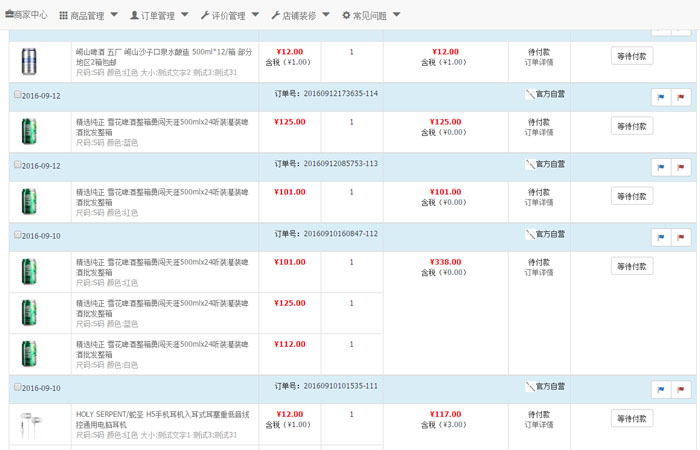 商家中心 商品管理 订单管理 评价管理 店铺装修 常见问题
崂山啤酒 五厂 崂山沙子口泉水酿造 500ml*12/箱 部分
地区2箱包邮
尺码:S码 颜色:红色 大小:测试文字2 测试3:测试31
¥12.00
含税（¥1.00）
1
¥12.00
含税（¥1.00）
待付款
订单详情
等待付款
2016-09-12 订单号: 20160912173635-114 官方自营
精选纯正 雪花啤酒整箱勇闯天涯500mlx24听装灌装啤
酒批发整箱
尺码:S码 颜色:蓝色
¥125.00
1
¥125.00
含税（¥0.00）
待付款
订单详情
等待付款
2016-09-12 订单号: 20160912085753-113 官方自营
精选纯正 雪花啤酒整箱勇闯天涯500mlx24听装灌装啤
酒批发整箱
尺码:S码 颜色:红色
¥101.00
1
¥101.00
含税（¥0.00）
待付款
订单详情
等待付款
2016-09-10 订单号: 20160910160847-112 官方自营
精选纯正 雪花啤酒整箱勇闯天涯500mlx24听装灌装啤
酒批发整箱
尺码:S码 颜色:红色
¥101.00
1
¥338.00
含税（¥0.00）
待付款
订单详情
等待付款
精选纯正 雪花啤酒整箱勇闯天涯500mlx24听装灌装啤
酒批发整箱
尺码:S码 颜色:蓝色
¥125.00
1
精选纯正 雪花啤酒整箱勇闯天涯500mlx24听装灌装啤
酒批发整箱
尺码:S码 颜色:白色
¥112.00
1
2016-09-10 订单号: 20160910101535-111 官方自营
HOLY SERPENT/蛇圣 H5手机耳机入耳式耳塞重低音线
控通用电脑耳机
尺码:S码 颜色:红色 大小:测试文字1 测试3:测试31
¥12.00
含税（¥1.00）
1
¥117.00
含税（¥3.00）
待付款
订单详情
等待付款